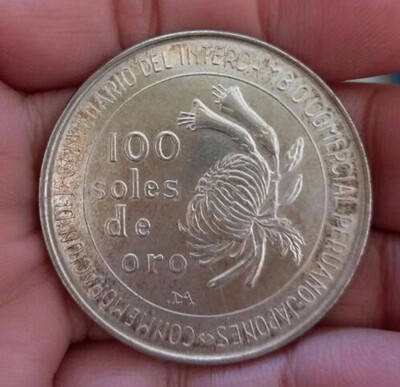 CONMEMORACION DEL CENTENARIO DEL INTERCAMBIO COMERCIAL PERUANO-JAPONES
100
soles
de
oro